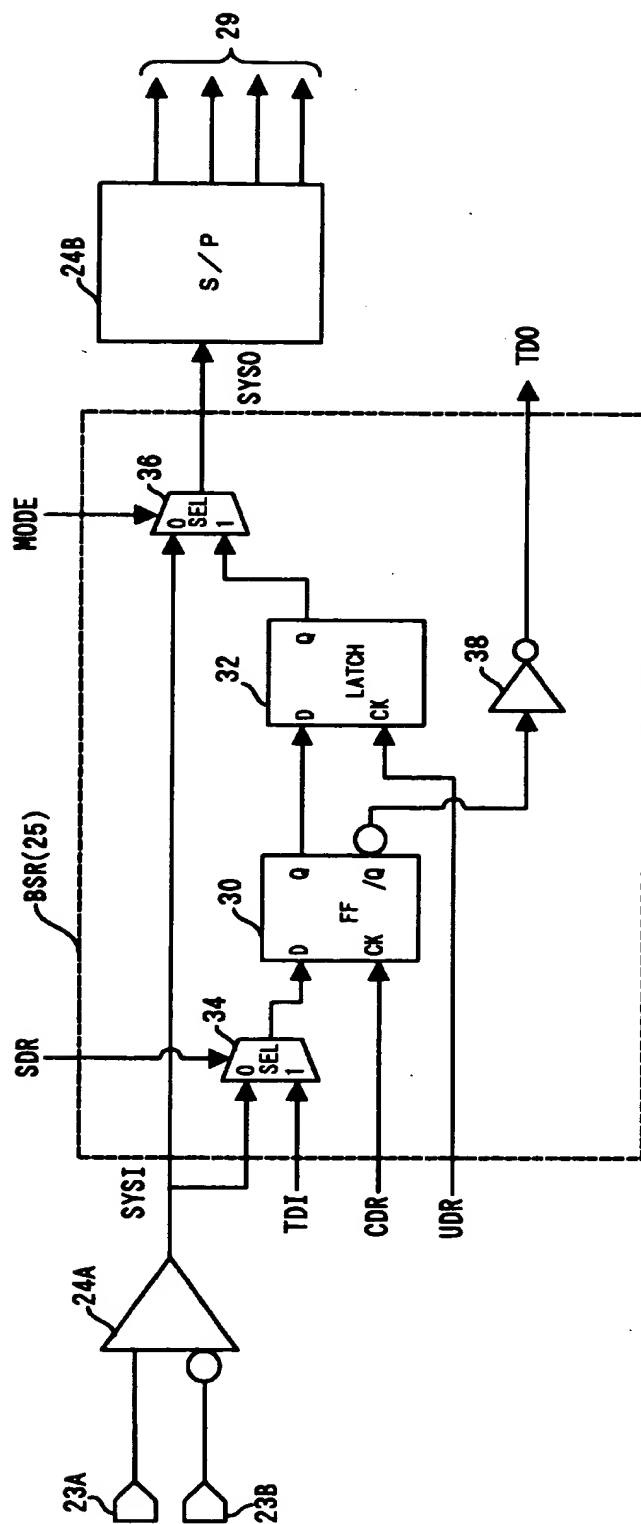 23A
23B
24A
SYSI
TDI
CDR
UDR
SDR
BSR(25)
34
0
SEL
1
30
D
Q
FF
CK
/Q
32
D
Q
LATCH
CK
MODE
36
0
SEL
1
38
SYSO
24B
S/P
29
TDO